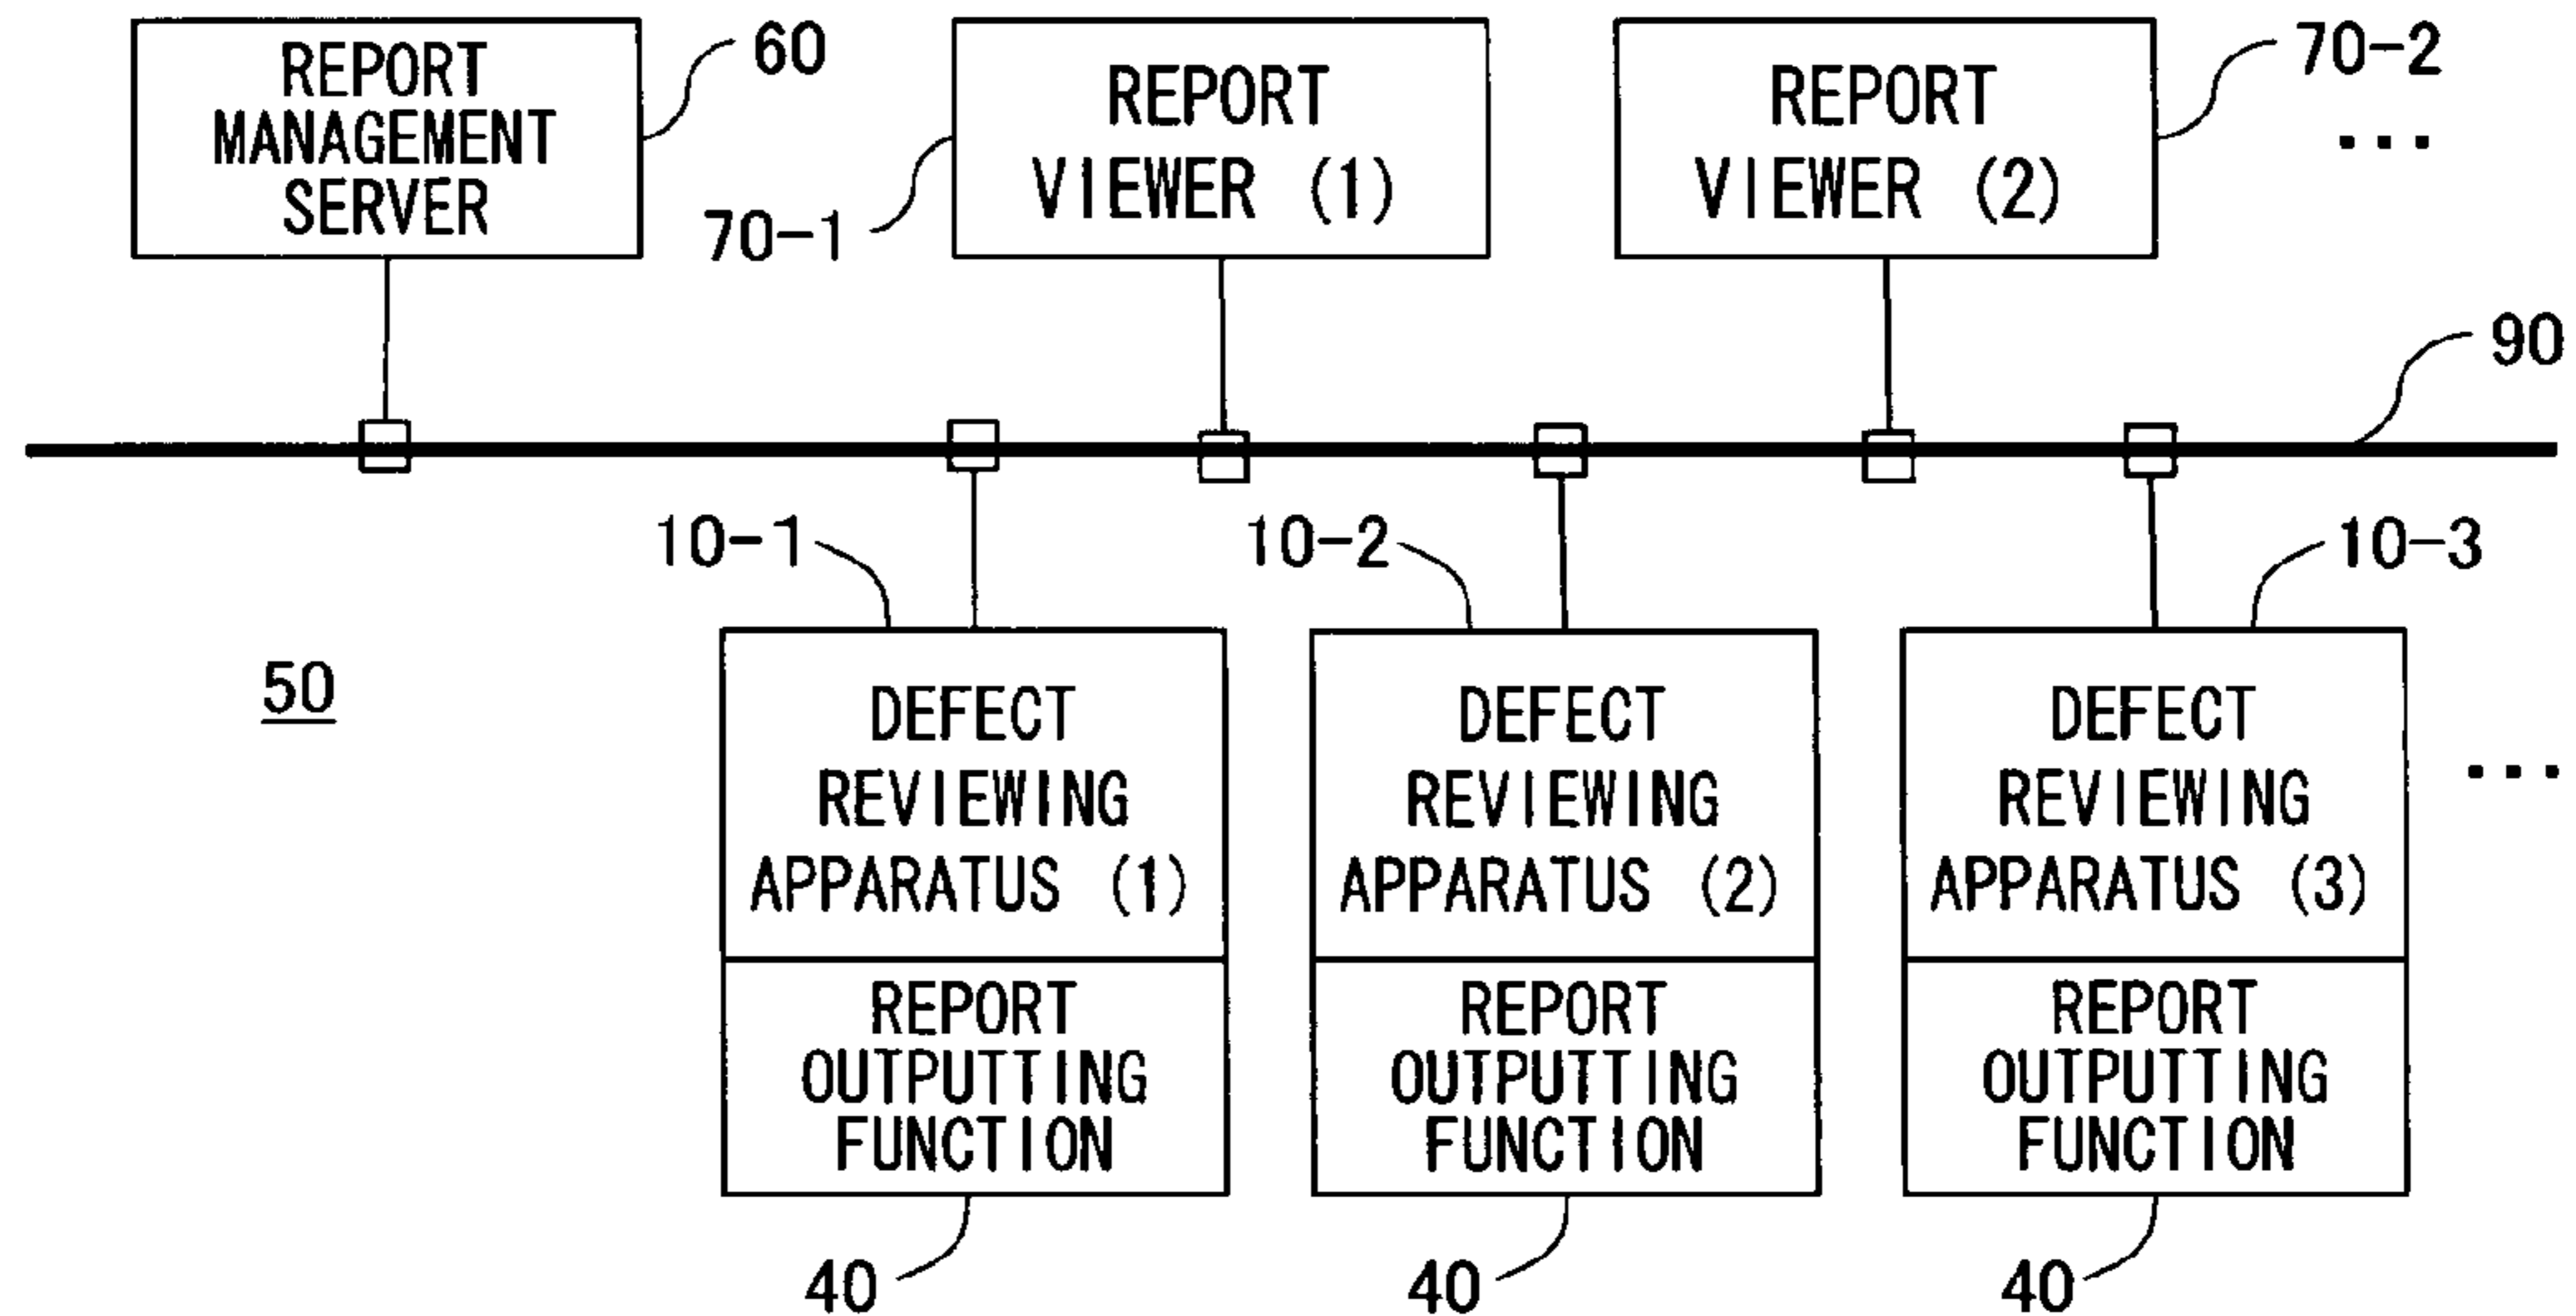 REPORT
MANAGEMENT
SERVER
60
REPORT
VIEWER (1)
70-1
REPORT
VIEWER (2)
70-2
...
90
50
10-1
DEFECT
REVIEWING
APPARATUS (1)
REPORT
OUTPUTTING
FUNCTION
40
10-2
DEFECT
REVIEWING
APPARATUS (2)
REPORT
OUTPUTTING
FUNCTION
40
10-3
DEFECT
REVIEWING
APPARATUS (3)
...
REPORT
OUTPUTTING
FUNCTION
40